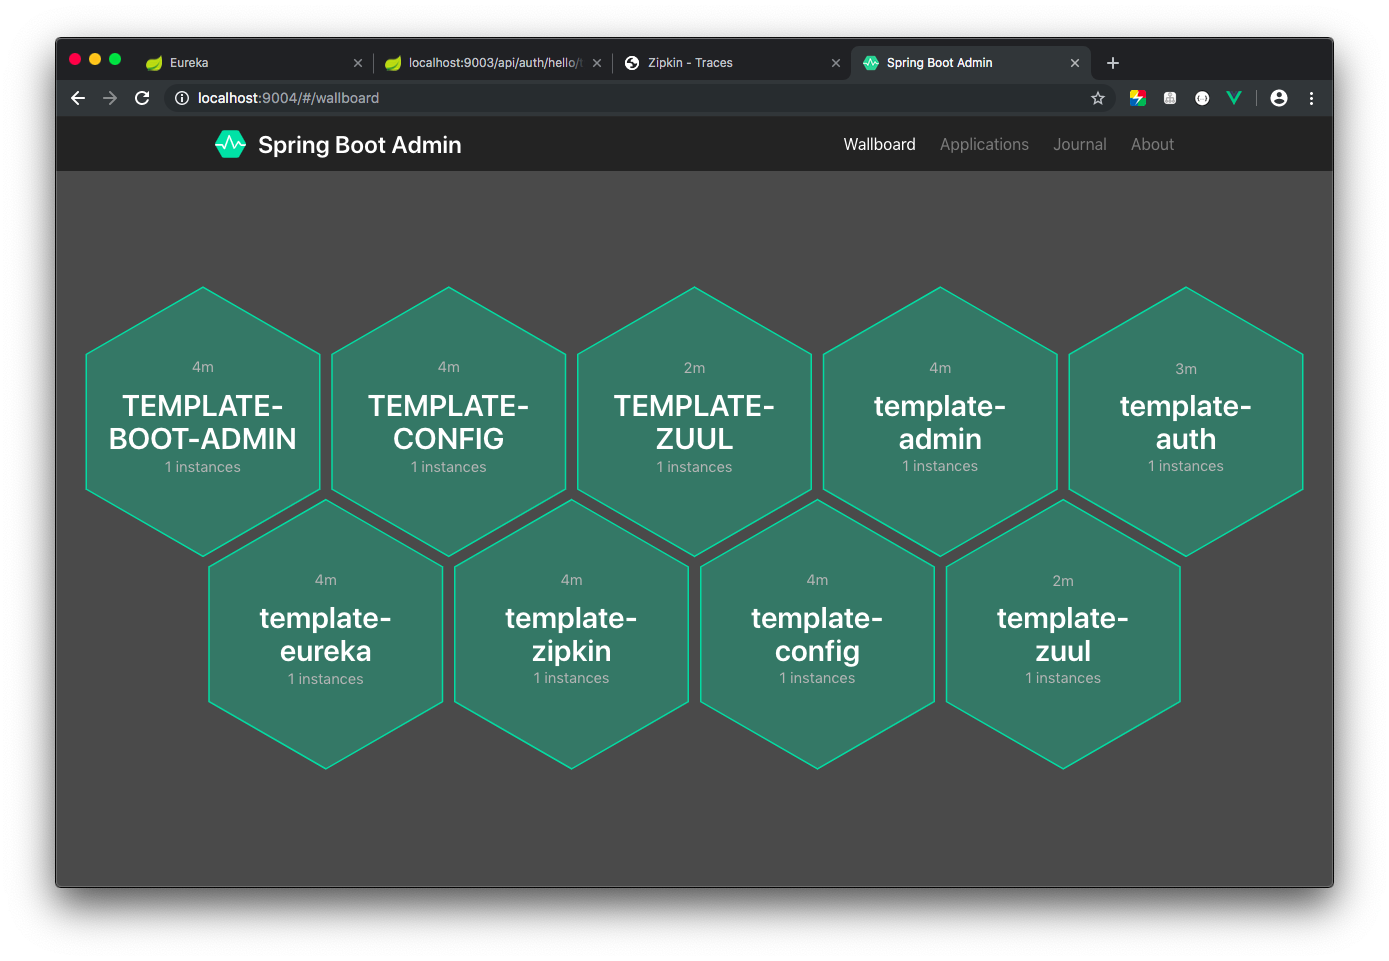 Eureka
localhost:9003/api/auth/hello/
Zipkin - Traces
Spring Boot Admin
localhost:9004/#/wallboard
Spring Boot Admin
Wallboard
Applications
Journal
About
4m
TEMPLATE-
BOOT-ADMIN
1 instances
4m
TEMPLATE-
CONFIG
1 instances
2m
TEMPLATE-
ZUUL
1 instances
4m
template-
admin
1 instances
3m
template-
auth
1 instances
4m
template-
eureka
1 instances
4m
template-
zipkin
1 instances
4m
template-
config
1 instances
2m
template-
zuul
1 instances